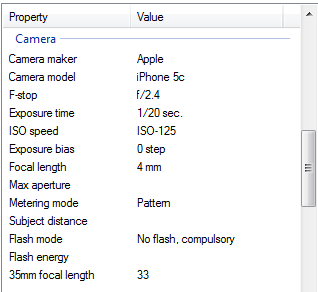 Property Value
Camera
Camera maker Apple
Camera model iPhone 5c
F-stop f/2.4
Exposure time 1/20 sec.
ISO speed ISO-125
Exposure bias 0 step
Focal length 4 mm
Max aperture
Metering mode Pattern
Subject distance
Flash mode No flash, compulsory
Flash energy
35mm focal length 33